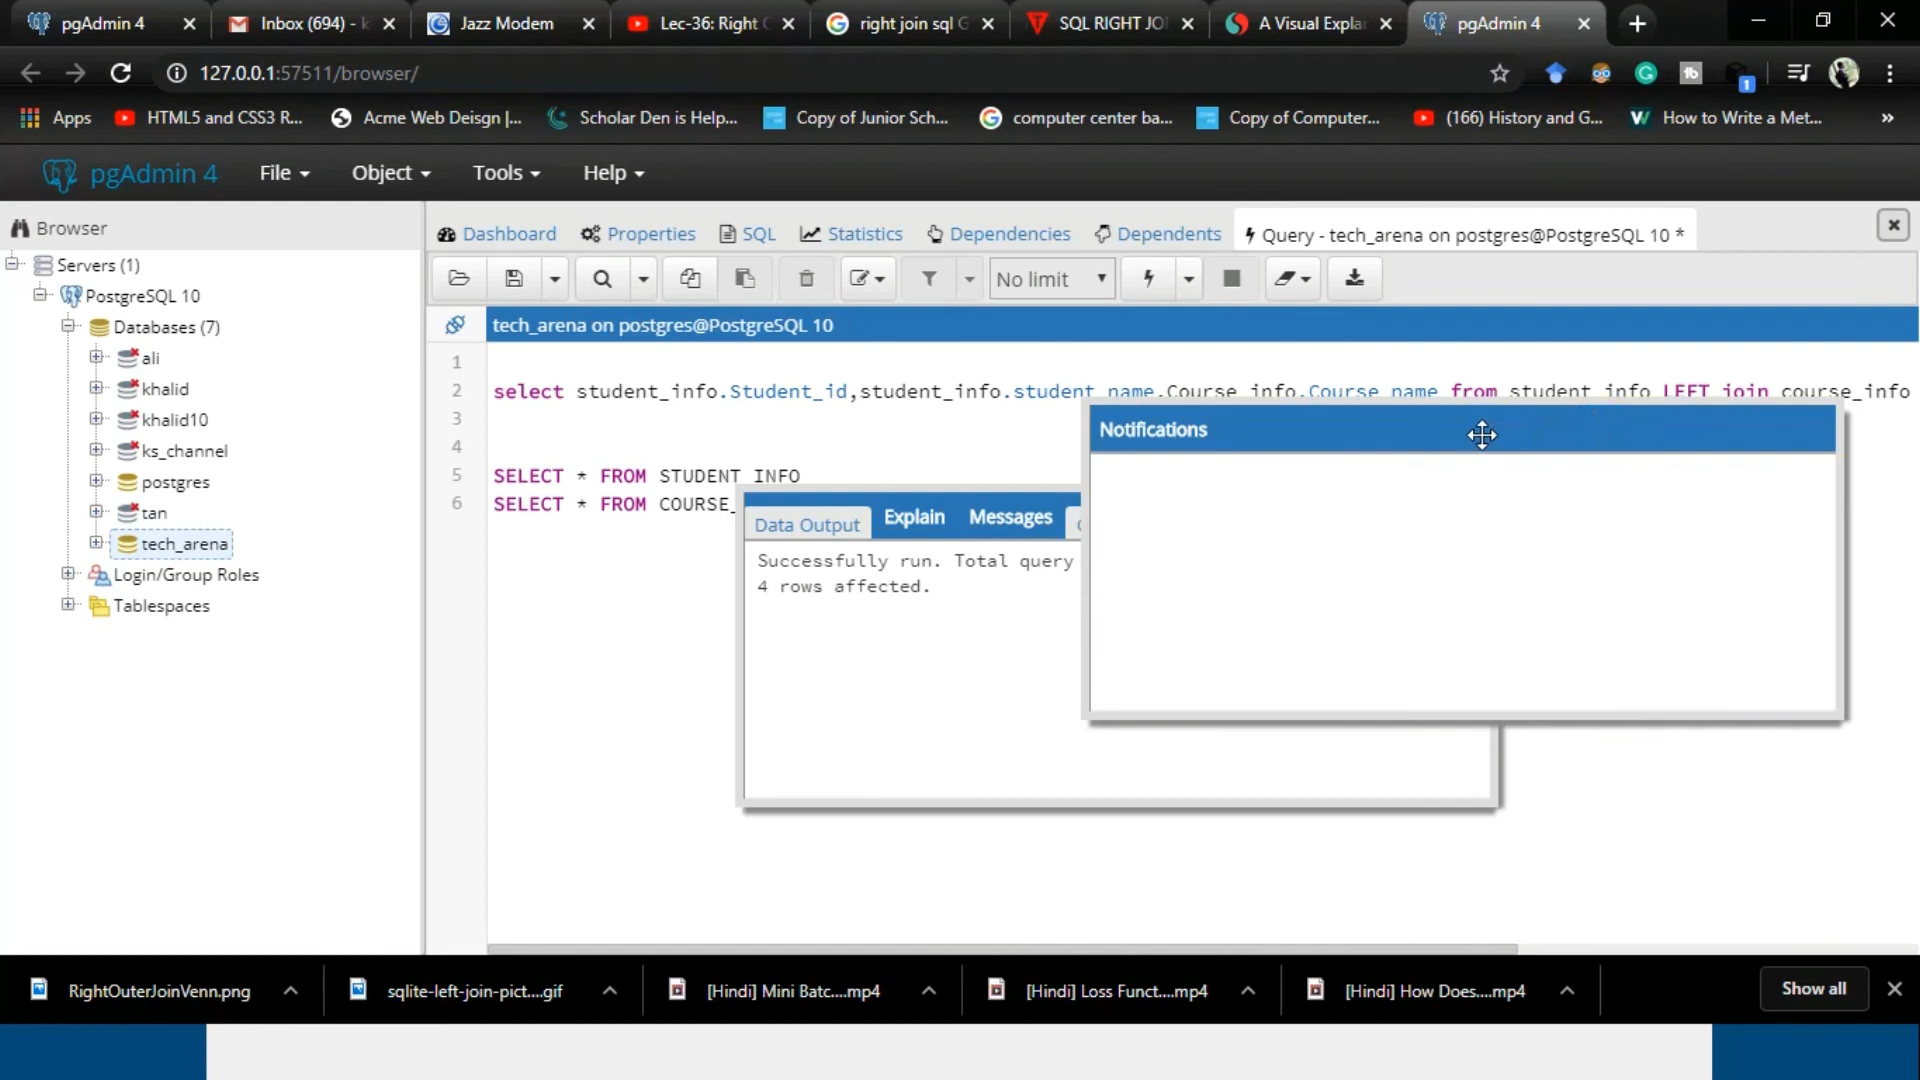 pgAdmin 4
Inbox (694) - k
Jazz Modem
Lec-36: Right
right join sql
SQL RIGHT JO
A Visual Expla
pgAdmin 4
127.0.0.1:57511/browser/
1
Apps
HTML5 and CSS3 R...
Acme Web Deisgn |...
Scholar Den is Help...
Copy of Junior Sch...
computer center ba...
Copy of Computer...
(166) History and G...
How to Write a Met...
»
pgAdmin 4
File
Object
Tools
Help
Browser
Dashboard
Properties
SQL
Statistics
Dependencies
Dependents
Query - tech_arena on postgres@PostgreSQL 10 *
Servers (1)
PostgreSQL 10
Databases (7)
ali
khalid
khalid10
ks_channel
postgres
tan
tech_arena
Login/Group Roles
Tablespaces
No limit
tech_arena on postgres@PostgreSQL 10
1
2 select student_info.Student_id,student_info.student_name,Course_info.Course_name from student_info LEFT join course_info
3
4
5 SELECT * FROM STUDENT_INFO
6 SELECT * FROM COURSE_
Notifications
Data Output
Explain
Messages
Successfully run. Total query
4 rows affected.
RightOuterJoinVenn.png
sqlite-left-join-pict....gif
[Hindi] Mini Batc....mp4
[Hindi] Loss Funct....mp4
[Hindi] How Does....mp4
Show all